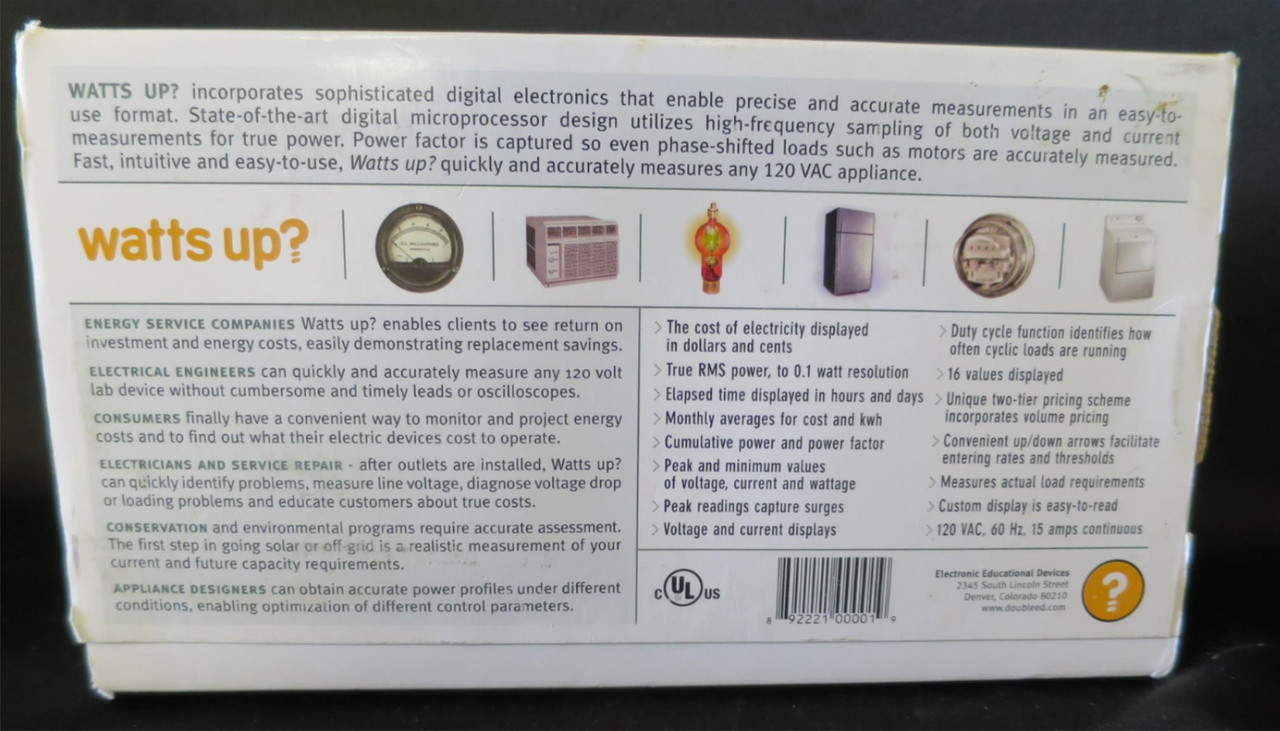 WATTS UP? incorporates sophisticated digital electronics that enable precise and accurate measurements in an easy-to-
use format. State-of-the-art digital microprocessor design utilizes high-frequency sampling of both voltage and current
measurements for true power. Power factor is captured so even phase-shifted loads such as motors are accurately measured.
Fast, intuitive and easy-to-use, Watts up? quickly and accurately measures any 120 VAC appliance.
watts up?
ENERGY SERVICE COMPANIES Watts up? enables clients to see return on
investment and energy costs, easily demonstrating replacement savings.
ELECTRICAL ENGINEERS can quickly and accurately measure any 120 volt
lab device without cumbersome and timely leads or oscilloscopes.
CONSUMERS finally have a convenient way to monitor and project energy
costs and to find out what their electric devices cost to operate.
ELECTRICIANS AND SERVICE REPAIR - after outlets are installed, Watts up?
can quickly identify problems, measure line voltage, diagnose voltage drop
or loading problems and educate customers about true costs.
CONSERVATION and environmental programs require accurate assessment.
The first step in going solar or off-grid is a realistic measurement of your
current and future capacity requirements.
APPLIANCE DESIGNERS can obtain accurate power profiles under different
conditions, enabling optimization of different control parameters.
> The cost of electricity displayed
in dollars and cents
> True RMS power, to 0.1 watt resolution
> Elapsed time displayed in hours and days
> Monthly averages for cost and kwh
> Cumulative power and power factor
> Peak and minimum values
of voltage, current and wattage
> Peak readings capture surges
> Voltage and current displays
> Duty cycle function identifies how
often cyclic loads are running
> 16 values displayed
> Unique two-tier pricing scheme
incorporates volume pricing
> Convenient up/down arrows facilitate
entering rates and thresholds
> Measures actual load requirements
> Custom display is easy-to-read
> 120 VAC, 60 Hz, 15 amps continuous
c UL us
8 92221 00001 9
Electronic Educational Devices
2345 South Lincoln Street
Denver, Colorado 80210
www.doubleed.com
?